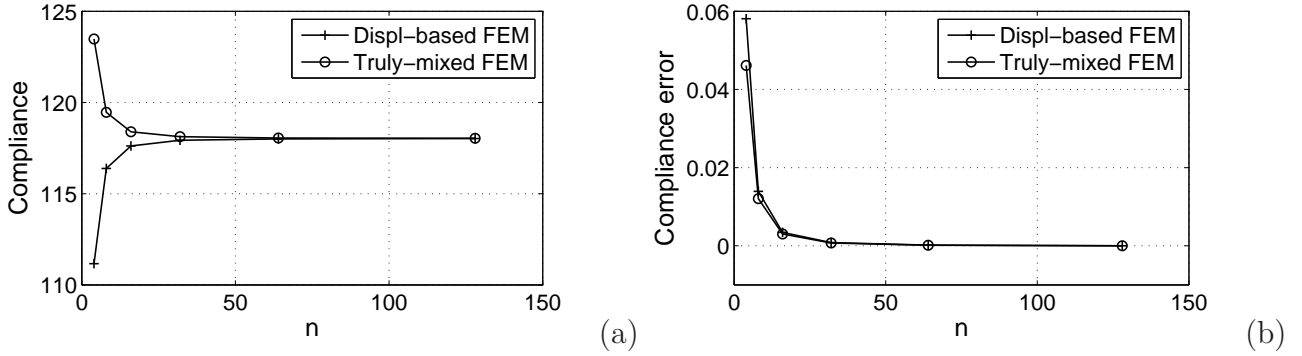 125
120
115
110
Compliance
0
50
100
150
n
Displ-based FEM
Truly-mixed FEM
(a)
0.06
0.04
0.02
0
Compliance error
0
50
100
150
n
Displ-based FEM
Truly-mixed FEM
(b)